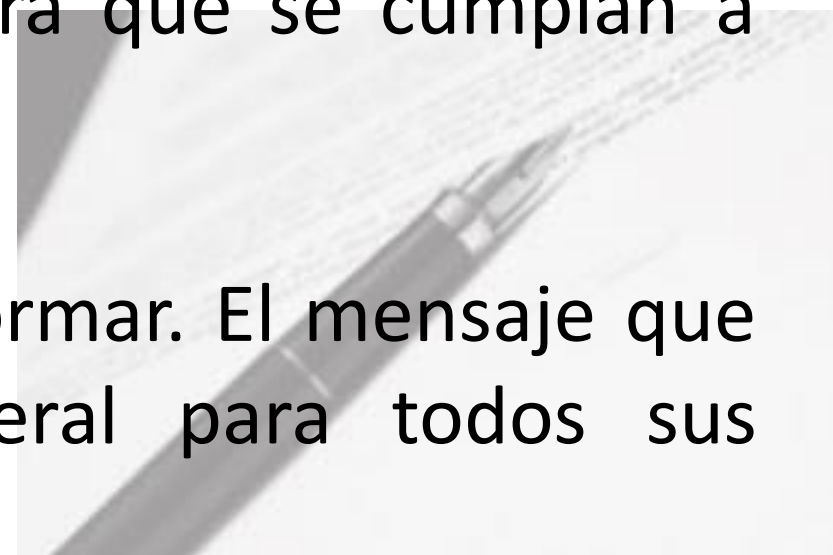 ra que se cumplan a
ormar. El mensaje que
eral para todos sus